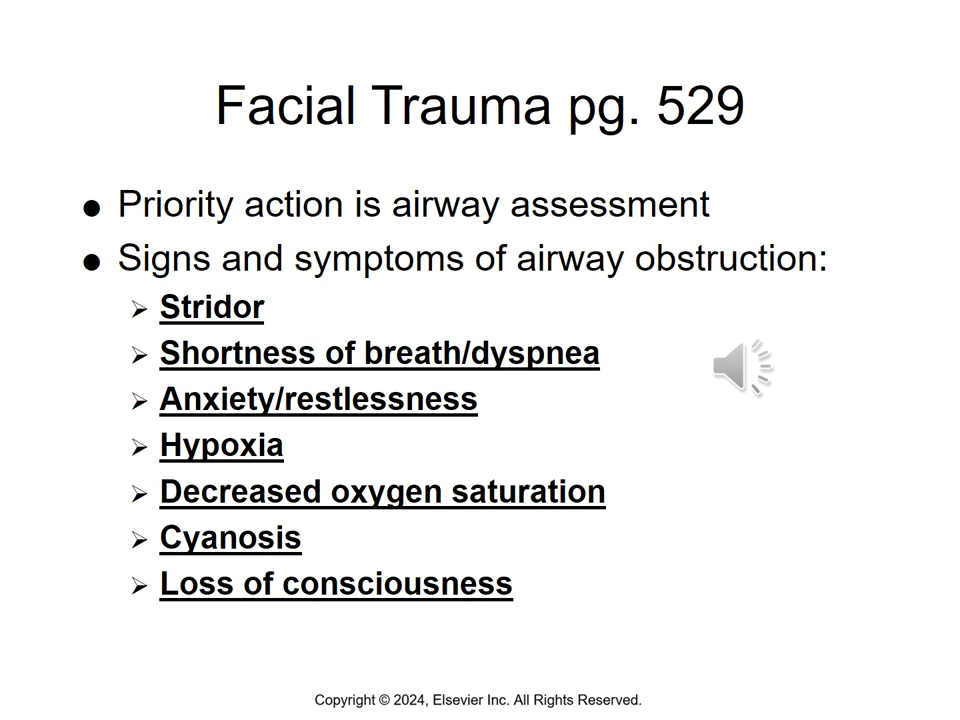 Facial Trauma pg. 529
● Priority action is airway assessment
● Signs and symptoms of airway obstruction:
➢ Stridor
➢ Shortness of breath/dyspnea
➢ Anxiety/restlessness
➢ Hypoxia
➢ Decreased oxygen saturation
➢ Cyanosis
➢ Loss of consciousness
Copyright © 2024, Elsevier Inc. All Rights Reserved.